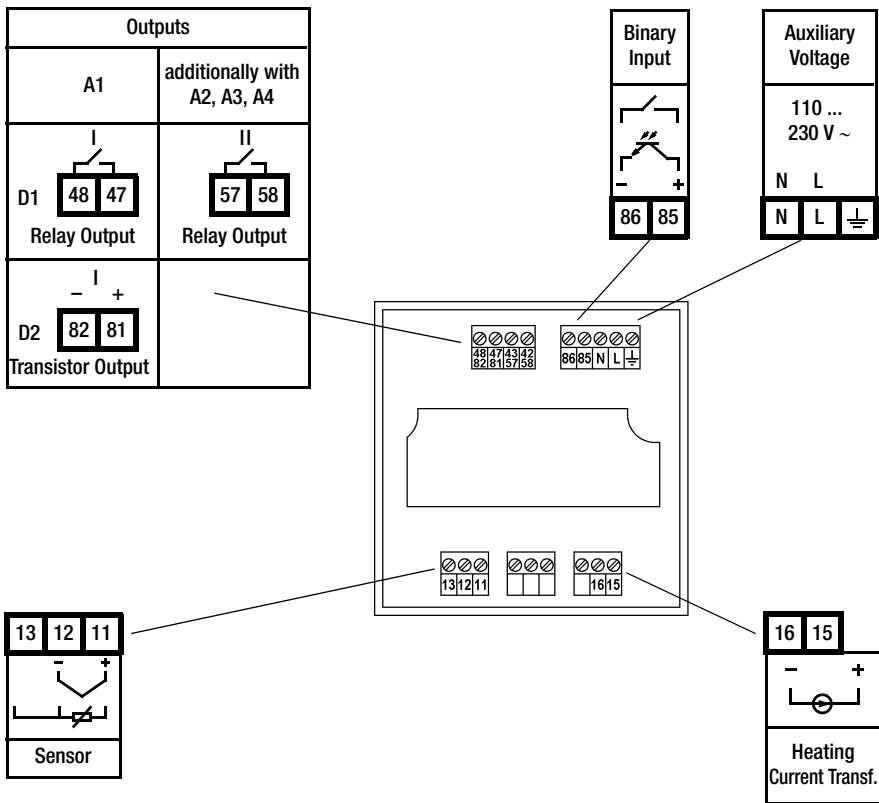 Outputs
A1
additionally with
A2, A3, A4
I
D1
48 47
Relay Output
II
57 58
Relay Output
I
– +
D2
82 81
Transistor Output
Binary
Input
– +
86 85
Auxiliary
Voltage
110 ...
230 V ~
N L
N L
48 47 43 42
82 81 57 58
86 85 N L
13 12 11
16 15
13 12 11
– +
Sensor
16 15
– +
Heating
Current Transf.